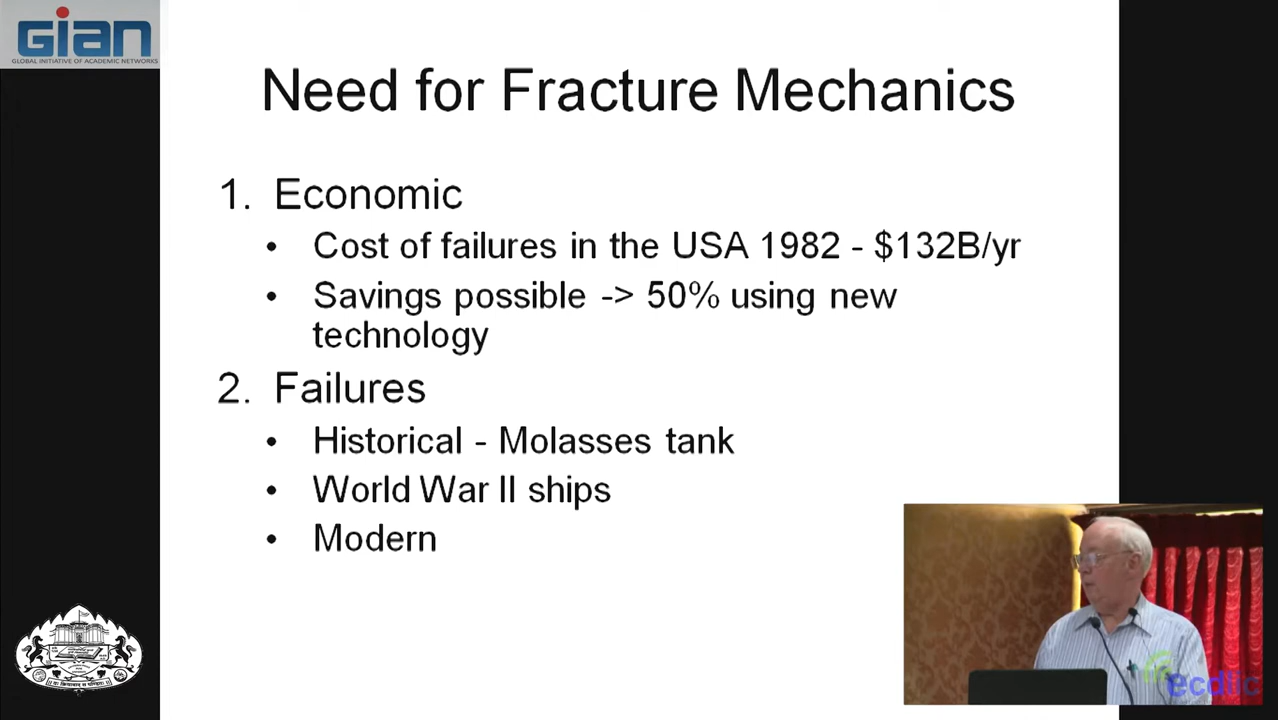 GIAN
GLOBAL INITIATIVE OF ACADEMIC NETWORKS
Need for Fracture Mechanics
1. Economic
• Cost of failures in the USA 1982 - $132B/yr
• Savings possible -> 50% using new
technology
2. Failures
• Historical - Molasses tank
• World War II ships
• Modern
ecdlic